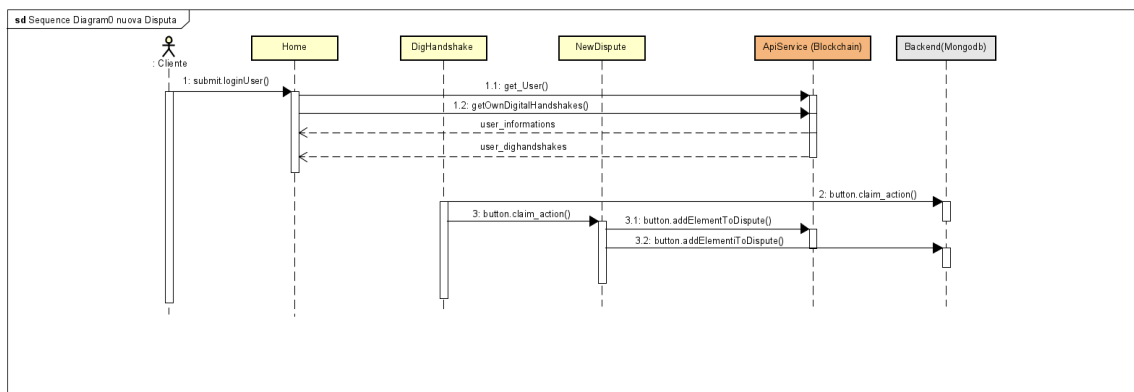 sd Sequence Diagram0 nuova Disputa
: Cliente
Home
DigHandshake
NewDispute
ApiService (Blockchain)
Backend(Mongodb)
1: submit.loginUser()
1.1: get_User()
1.2: getOwnDigitalHandshakes()
user_informations
user_dighandshakes
2: button.claim_action()
3: button.claim_action()
3.1: button.addElementToDispute()
3.2: button.addElementiToDispute()